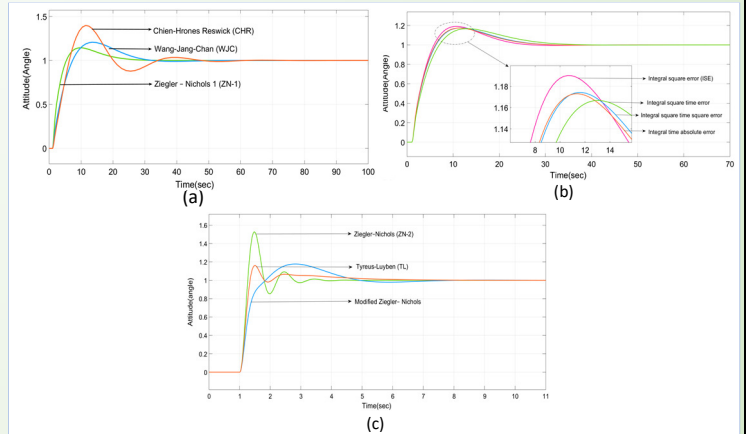 1.5
1
0.5
0
Attitude(Angle)
Chien-Hrones Reswick (CHR)
Wang-Jang-Chan (WJC)
Ziegler – Nichols 1 (ZN-1)
0 10 20 30 40 50 60 70 80 90 100
Time(sec)
(a)
1.2
1
0.8
0.6
0.4
0.2
0
Attitude(Angle)
1.18
1.16
1.14
8 10 12 14
Integral square error (ISE)
Integral square time error
Integral square time square error
Integral time absolute error
0 10 20 30 40 50 60 70
Time(sec)
(b)
1.6
1.4
1.2
1
0.8
0.6
0.4
0.2
0
Attitude(Angle)
Ziegler-Nichols (ZN-2)
Tyreus-Luyben (TL)
Modified Ziegler- Nichols
0 1 2 3 4 5 6 7 8 9 10 11
Time(sec)
(c)